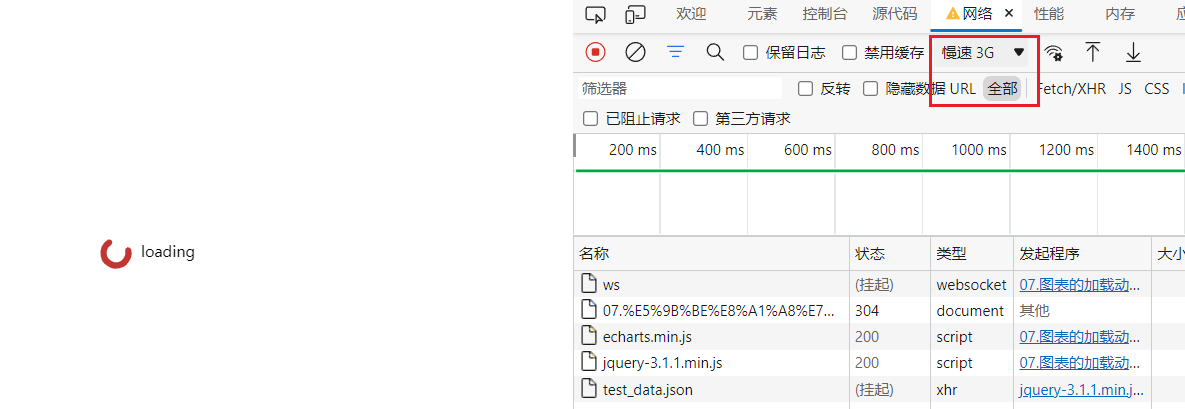 欢迎 元素 控制台 源代码 网络 × 性能 内存
保留日志 禁用缓存 慢速 3G
筛选器 反转 隐藏数据 URL 全部 Fetch/XHR JS CSS
已阻止请求 第三方请求
200 ms 400 ms 600 ms 800 ms 1000 ms 1200 ms 1400 ms
loading
名称 状态 类型 发起程序 大小
ws (挂起) websocket 07.图表的加载动...
07.%E5%9B%BE%E8%A1%A8%E7... 304 document 其他
echarts.min.js 200 script 07.图表的加载动...
jquery-3.1.1.min.js 200 script 07.图表的加载动...
test_data.json (挂起) xhr jquery-3.1.1.min.j...